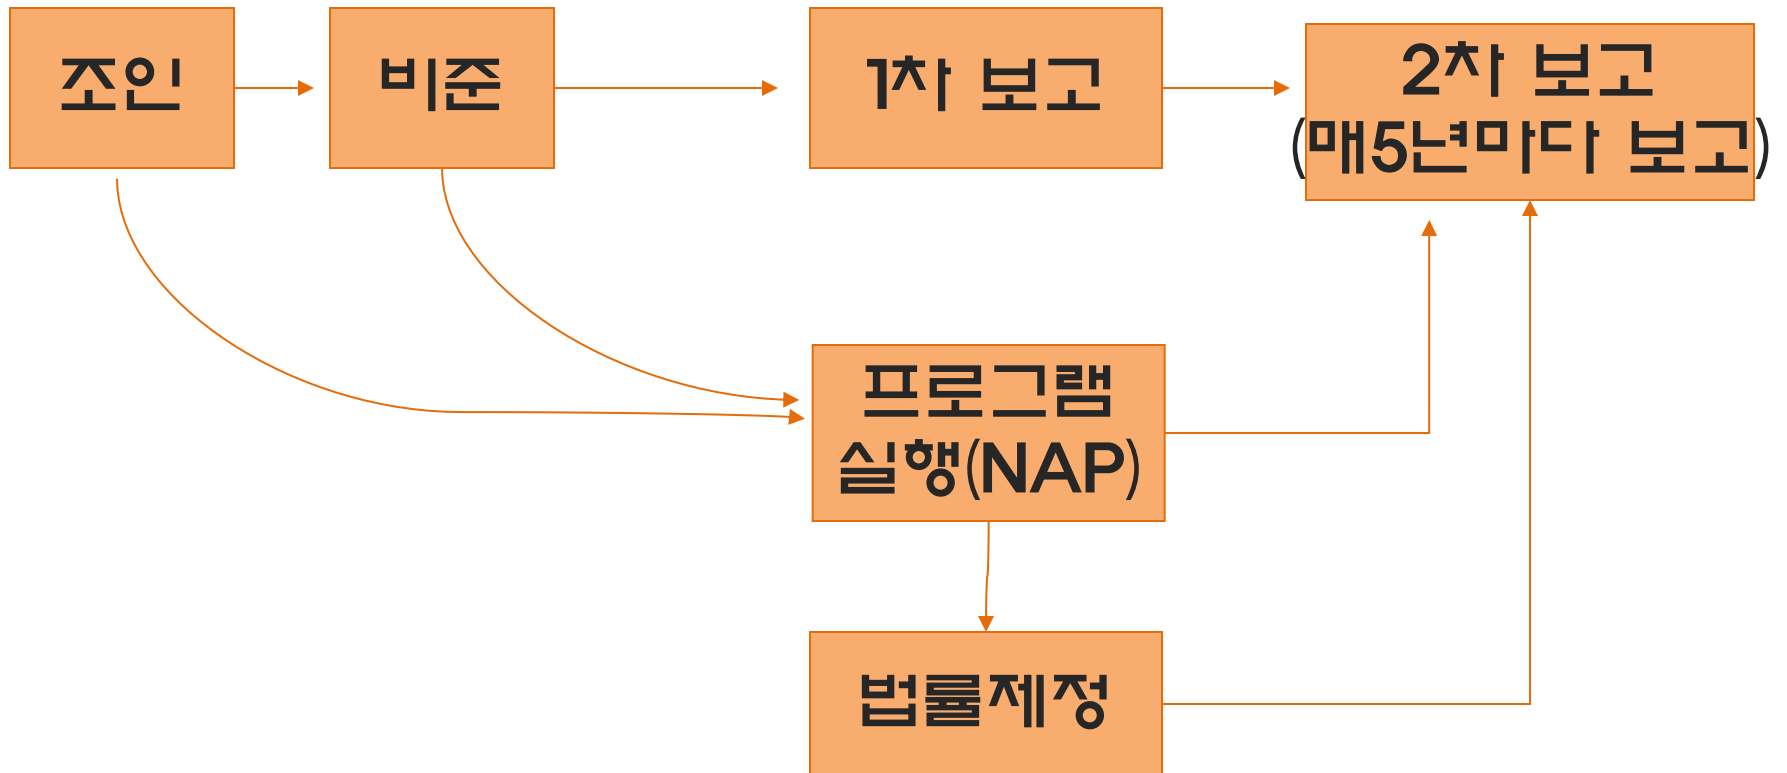 조인
비준
1차 보고
2차 보고
(매5년마다 보고)
프로그램
실행(NAP)
법률제정